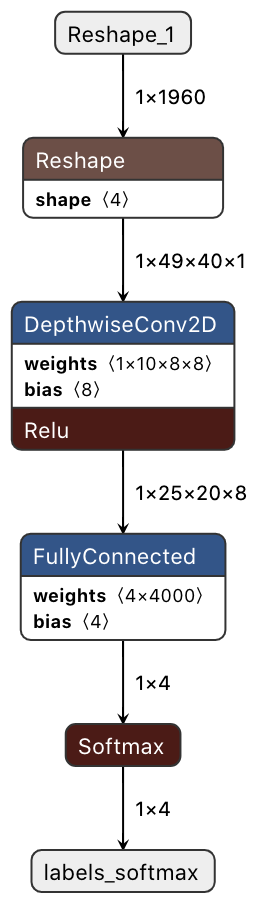 Reshape_1
1×1960
Reshape
shape ⟨4⟩
1×49×40×1
DepthwiseConv2D
weights ⟨1×10×8×8⟩
bias ⟨8⟩
Relu
1×25×20×8
FullyConnected
weights ⟨4×4000⟩
bias ⟨4⟩
1×4
Softmax
1×4
labels_softmax